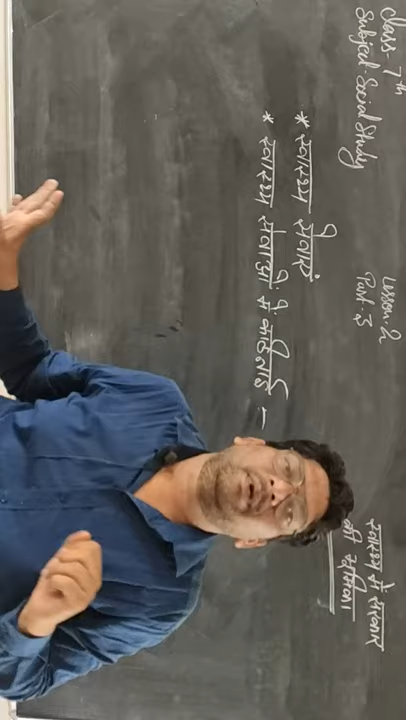 Class- 7th
Subject- Social Study
Lesson-2
Part-3
स्वास्थ्य में सरकार
की भूमिका
* स्वास्थ्य सेवाएं
* स्वास्थ्य सेवाओं में कठिनाई –